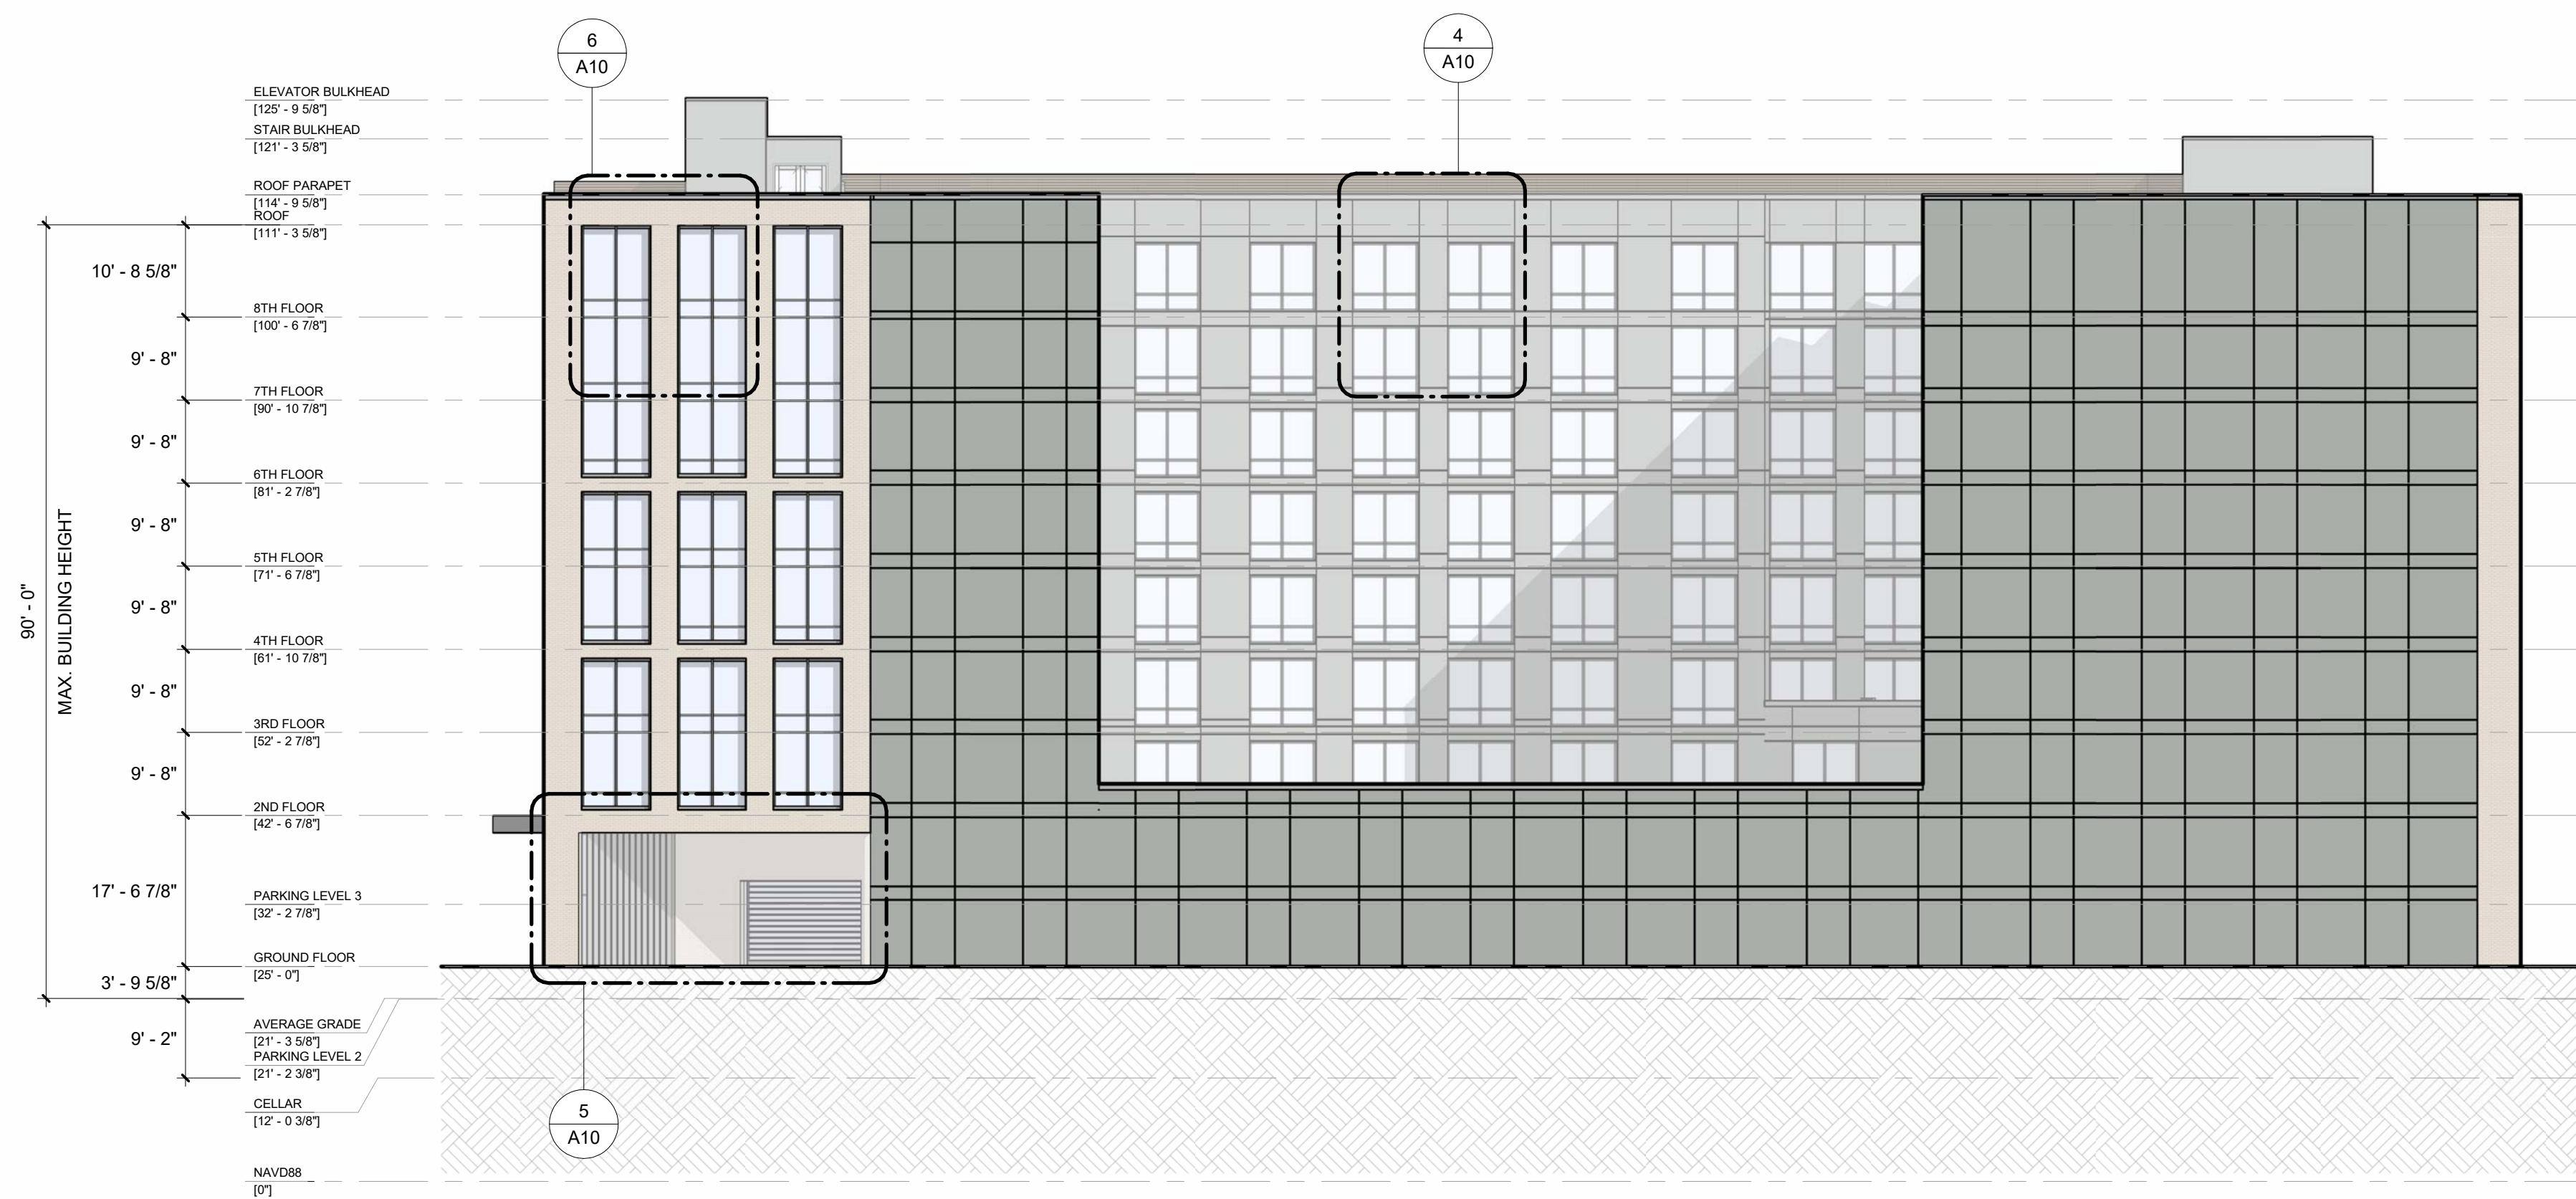 6
A10
4
A10
ELEVATOR BULKHEAD
[125' - 9 5/8"]
STAIR BULKHEAD
[121' - 3 5/8"]
ROOF PARAPET
[114' - 9 5/8"]
ROOF
[111' - 3 5/8"]
10' - 8 5/8"
8TH FLOOR
[100' - 6 7/8"]
9' - 8"
7TH FLOOR
[90' - 10 7/8"]
9' - 8"
6TH FLOOR
[81' - 2 7/8"]
9' - 8"
5TH FLOOR
[71' - 6 7/8"]
90' - 0"
MAX. BUILDING HEIGHT
9' - 8"
4TH FLOOR
[61' - 10 7/8"]
9' - 8"
3RD FLOOR
[52' - 2 7/8"]
9' - 8"
2ND FLOOR
[42' - 6 7/8"]
17' - 6 7/8"
PARKING LEVEL 3
[32' - 2 7/8"]
GROUND FLOOR
[25' - 0"]
3' - 9 5/8"
AVERAGE GRADE
[21' - 3 5/8"]
9' - 2"
PARKING LEVEL 2
[21' - 2 3/8"]
CELLAR
[12' - 0 3/8"]
5
A10
NAVD88
[0"]